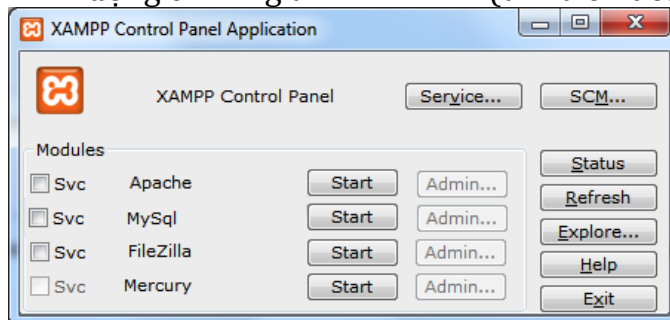 XAMPP Control Panel Application
XAMPP Control Panel Service... SCM...
Modules
Svc Apache Start Admin...
Svc MySql Start Admin...
Svc FileZilla Start Admin...
Svc Mercury Start Admin...
Status
Refresh
Explore...
Help
Exit